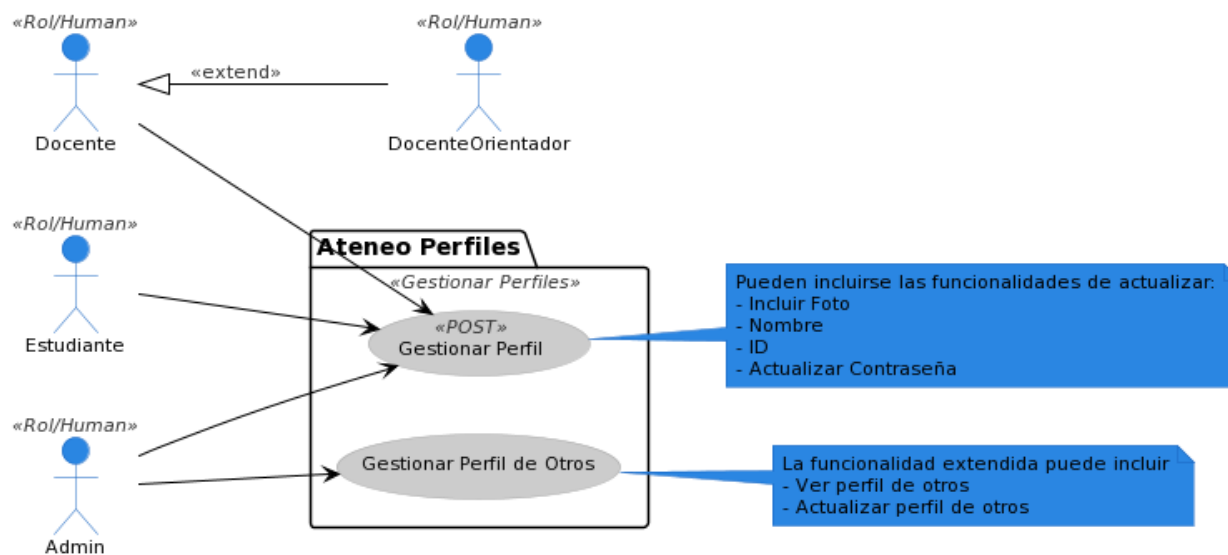 «Rol/Human»
Docente
«extend»
«Rol/Human»
DocenteOrientador
«Rol/Human»
Estudiante
«Rol/Human»
Admin
Ateneo Perfiles
«Gestionar Perfiles»
«POST»
Gestionar Perfil
Gestionar Perfil de Otros
Pueden incluirse las funcionalidades de actualizar:
- Incluir Foto
- Nombre
- ID
- Actualizar Contraseña
La funcionalidad extendida puede incluir
- Ver perfil de otros
- Actualizar perfil de otros